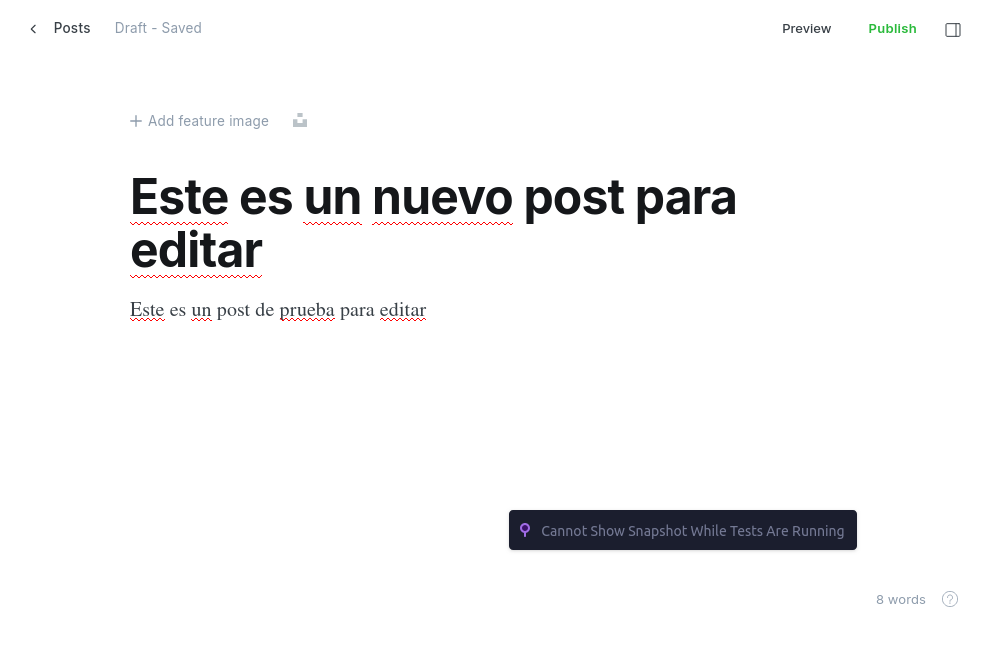 Posts
Draft - Saved
Preview
Publish
Add feature image
Este es un nuevo post para
editar
Este es un post de prueba para editar
Cannot Show Snapshot While Tests Are Running
8 words
?